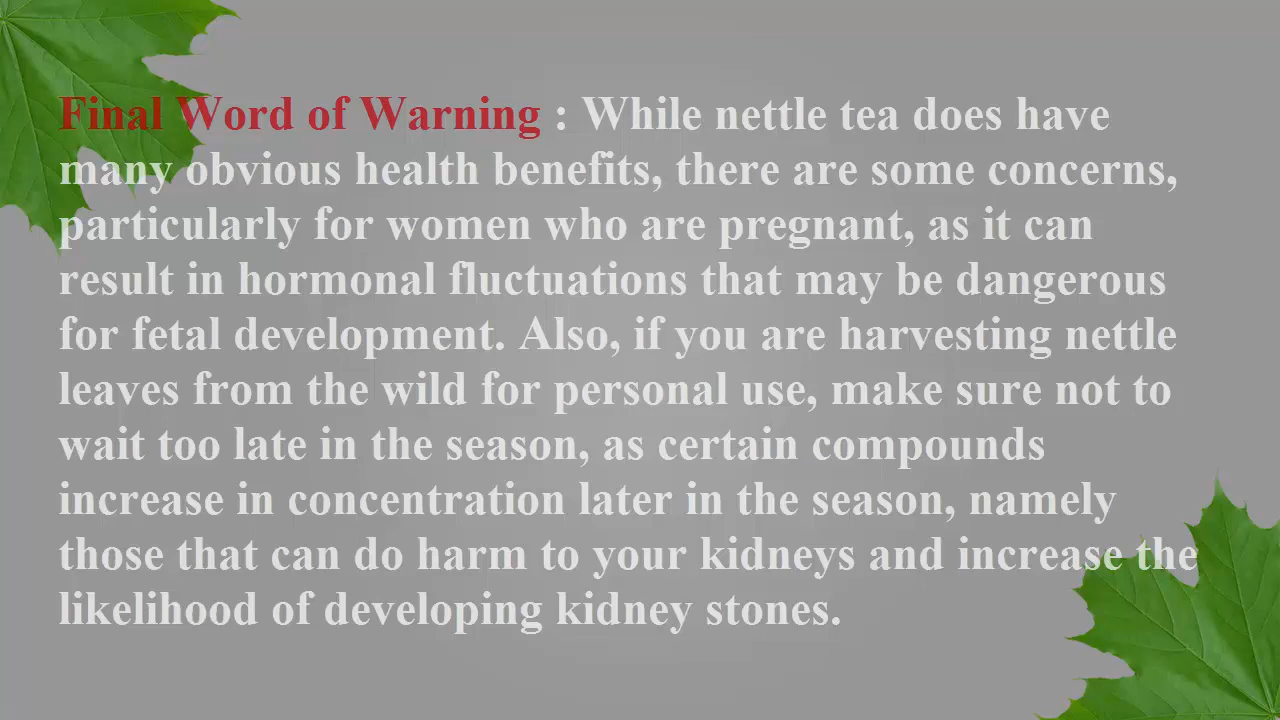 Final Word of Warning : While nettle tea does have
many obvious health benefits, there are some concerns,
particularly for women who are pregnant, as it can
result in hormonal fluctuations that may be dangerous
for fetal development. Also, if you are harvesting nettle
leaves from the wild for personal use, make sure not to
wait too late in the season, as certain compounds
increase in concentration later in the season, namely
those that can do harm to your kidneys and increase the
likelihood of developing kidney stones.